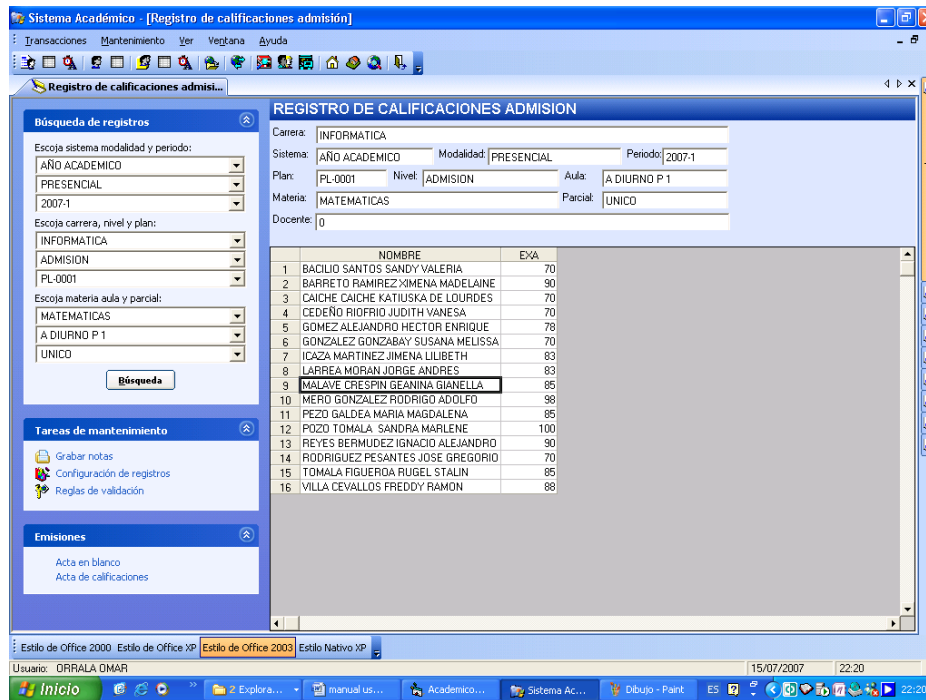 Sistema Académico - [Registro de calificaciones admisión]
Transacciones Mantenimiento Ver Ventana Ayuda
Registro de calificaciones admisi...
Búsqueda de registros
Escoja sistema modalidad y periodo:
AÑO ACADEMICO
PRESENCIAL
2007-1
Escoja carrera, nivel y plan:
INFORMATICA
ADMISION
PL-0001
Escoja materia aula y parcial:
MATEMATICAS
A DIURNO P 1
UNICO
Búsqueda
Tareas de mantenimiento
Grabar notas
Configuración de registros
Reglas de validación
Emisiones
Acta en blanco
Acta de calificaciones
REGISTRO DE CALIFICACIONES ADMISION
Carrera: INFORMATICA
Sistema: AÑO ACADEMICO Modalidad: PRESENCIAL Periodo: 2007-1
Plan: PL-0001 Nivel: ADMISION Aula: A DIURNO P 1
Materia: MATEMATICAS Parcial: UNICO
Docente: 0
NOMBRE EXA
1 BACILIO SANTOS SANDY VALERIA 70
2 BARRETO RAMIREZ XIMENA MADELAINE 90
3 CAICHE CAICHE KATIUSKA DE LOURDES 70
4 CEDEÑO RIOFRIO JUDITH VANESA 70
5 GOMEZ ALEJANDRO HECTOR ENRIQUE 78
6 GONZALEZ GONZABAY SUSANA MELISSA 70
7 ICAZA MARTINEZ JIMENA LILIBETH 83
8 LARREA MORAN JORGE ANDRES 83
9 MALAVE CRESPIN GEANINA GIANELLA 85
10 MERO GONZALEZ RODRIGO ADOLFO 98
11 PEZO GALDEA MARIA MAGDALENA 85
12 POZO TOMALA SANDRA MARLENE 100
13 REYES BERMUDEZ IGNACIO ALEJANDRO 90
14 RODRIGUEZ PESANTES JOSE GREGORIO 70
15 TOMALA FIGUEROA RUGEL STALIN 85
16 VILLA CEVALLOS FREDDY RAMON 88
Estilo de Office 2000 Estilo de Office XP Estilo de Office 2003 Estilo Nativo XP
Usuario: ORRALA OMAR 15/07/2007 22:20
Inicio 2 Explora... manual us... Academico... Sistema Ac... Dibujo - Paint ES 22:20